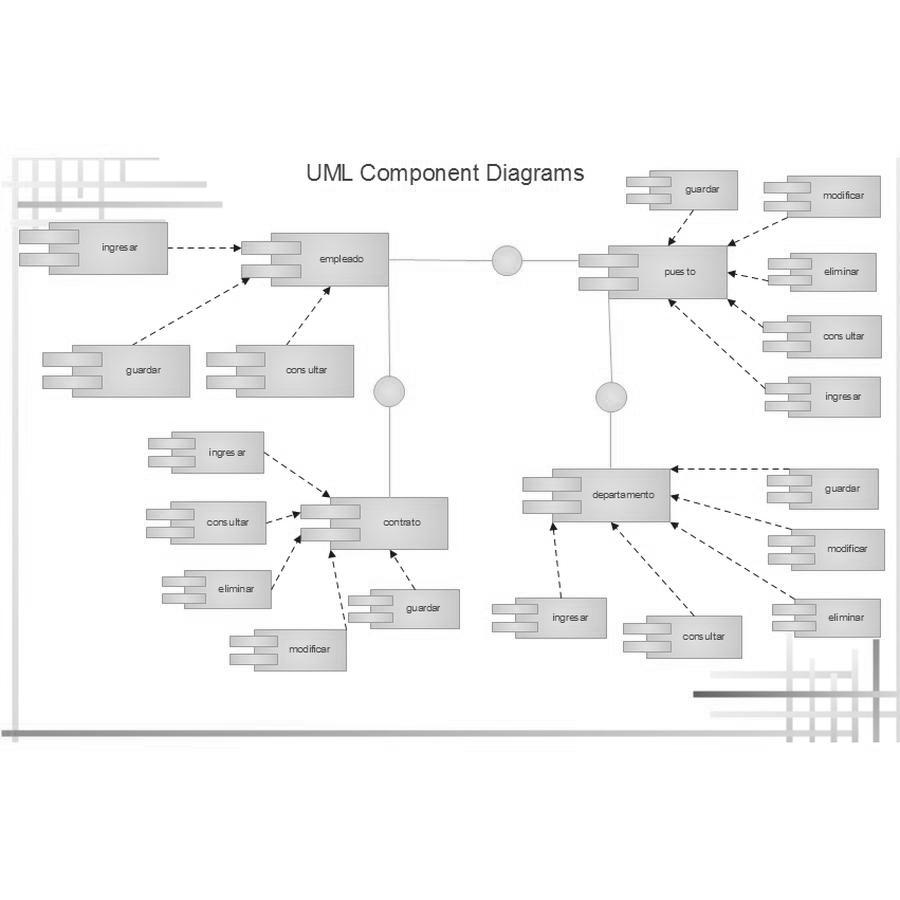 UML Component Diagrams
guardar
modificar
ingresar
empleado
puesto
eliminar
consultar
guardar
consultar
ingresar
ingresar
departamento
guardar
consultar
contrato
modificar
eliminar
guardar
ingresar
eliminar
modificar
consultar